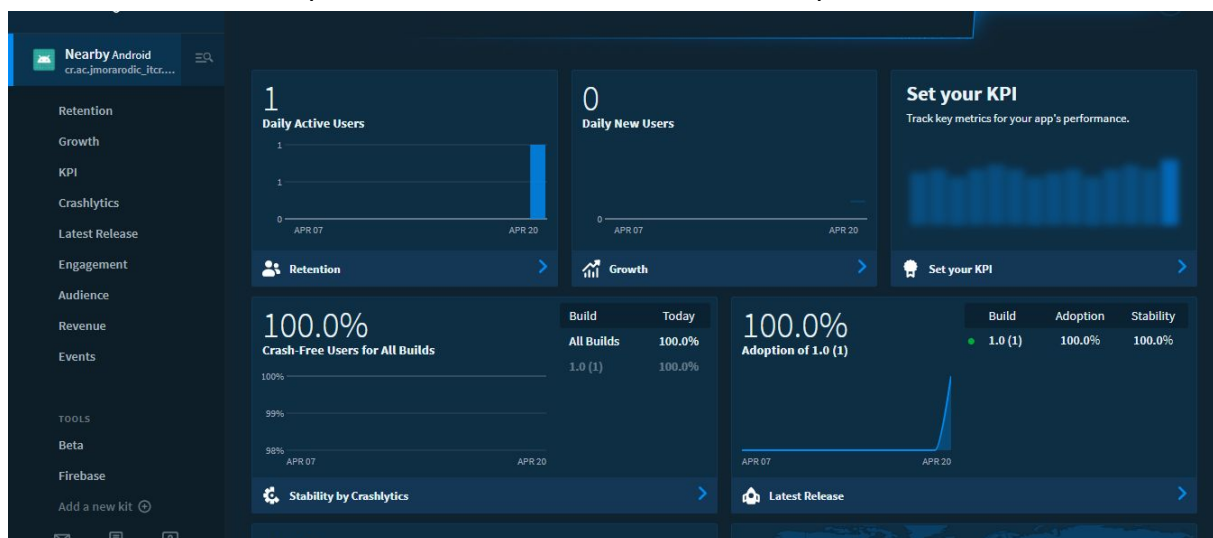 Nearby Android
cr.ac.jmorarodic_itcr....
Retention
Growth
KPI
Crashlytics
Latest Release
Engagement
Audience
Revenue
Events
TOOLS
Beta
Firebase
Add a new kit
1
Daily Active Users
1
1
0
APR 07 APR 20
Retention
0
Daily New Users
0
APR 07 APR 20
Growth
Set your KPI
Track key metrics for your app's performance.
Set your KPI
100.0%
Crash-Free Users for All Builds
100%
99%
98%
APR 07 APR 20
Build Today
All Builds 100.0%
1.0 (1) 100.0%
Stability by Crashlytics
100.0%
Adoption of 1.0 (1)
APR 07 APR 20
Build Adoption Stability
1.0 (1) 100.0% 100.0%
Latest Release